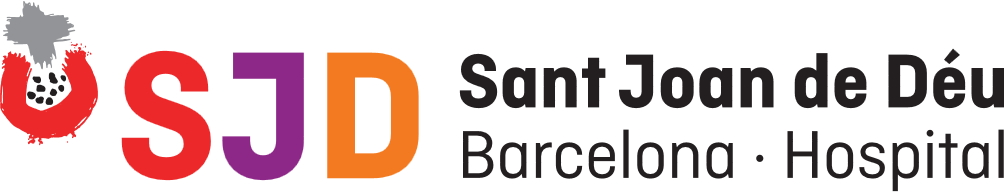 SJD
Sant Joan de Déu
Barcelona · Hospital